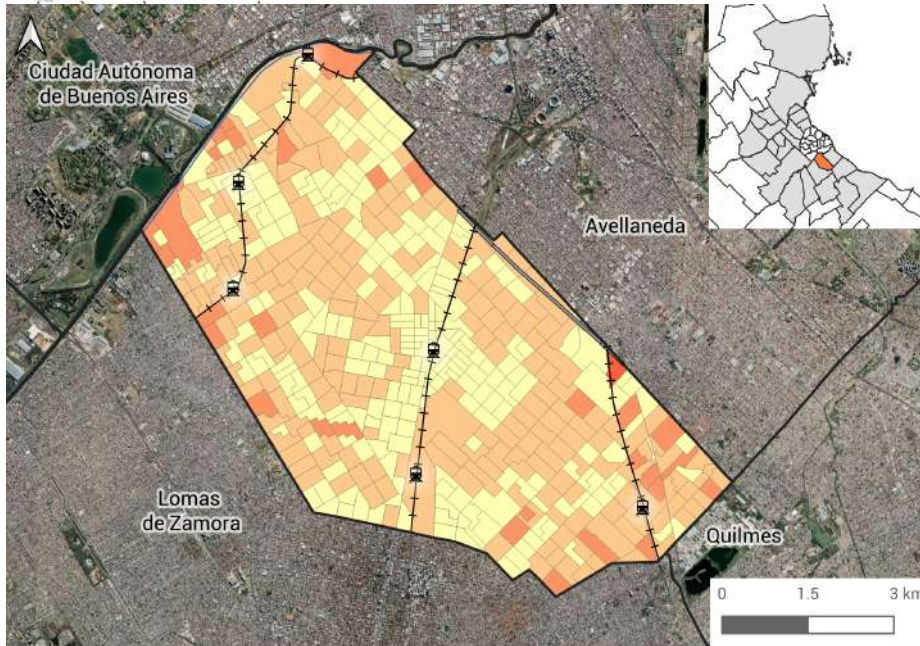 Ciudad Autónoma
de Buenos Aires
Avellaneda
Lomas
de Zamora
Quilmes
0 1.5 3 km